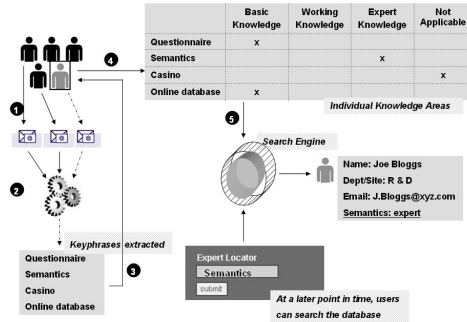 Basic Knowledge
Working Knowledge
Expert Knowledge
Not Applicable
Questionnaire x
Semantics x
Casino x
Online database x
Individual Knowledge Areas
4
1
5
Search Engine
2
Name: Joe Bloggs
Dept/Site: R & D
Email: J.Bloggs@xyz.com
Semantics: expert
Keyphrases extracted
Questionnaire
Semantics
Casino
Online database
3
Expert Locator
Semantics
submit
At a later point in time, users
can search the database